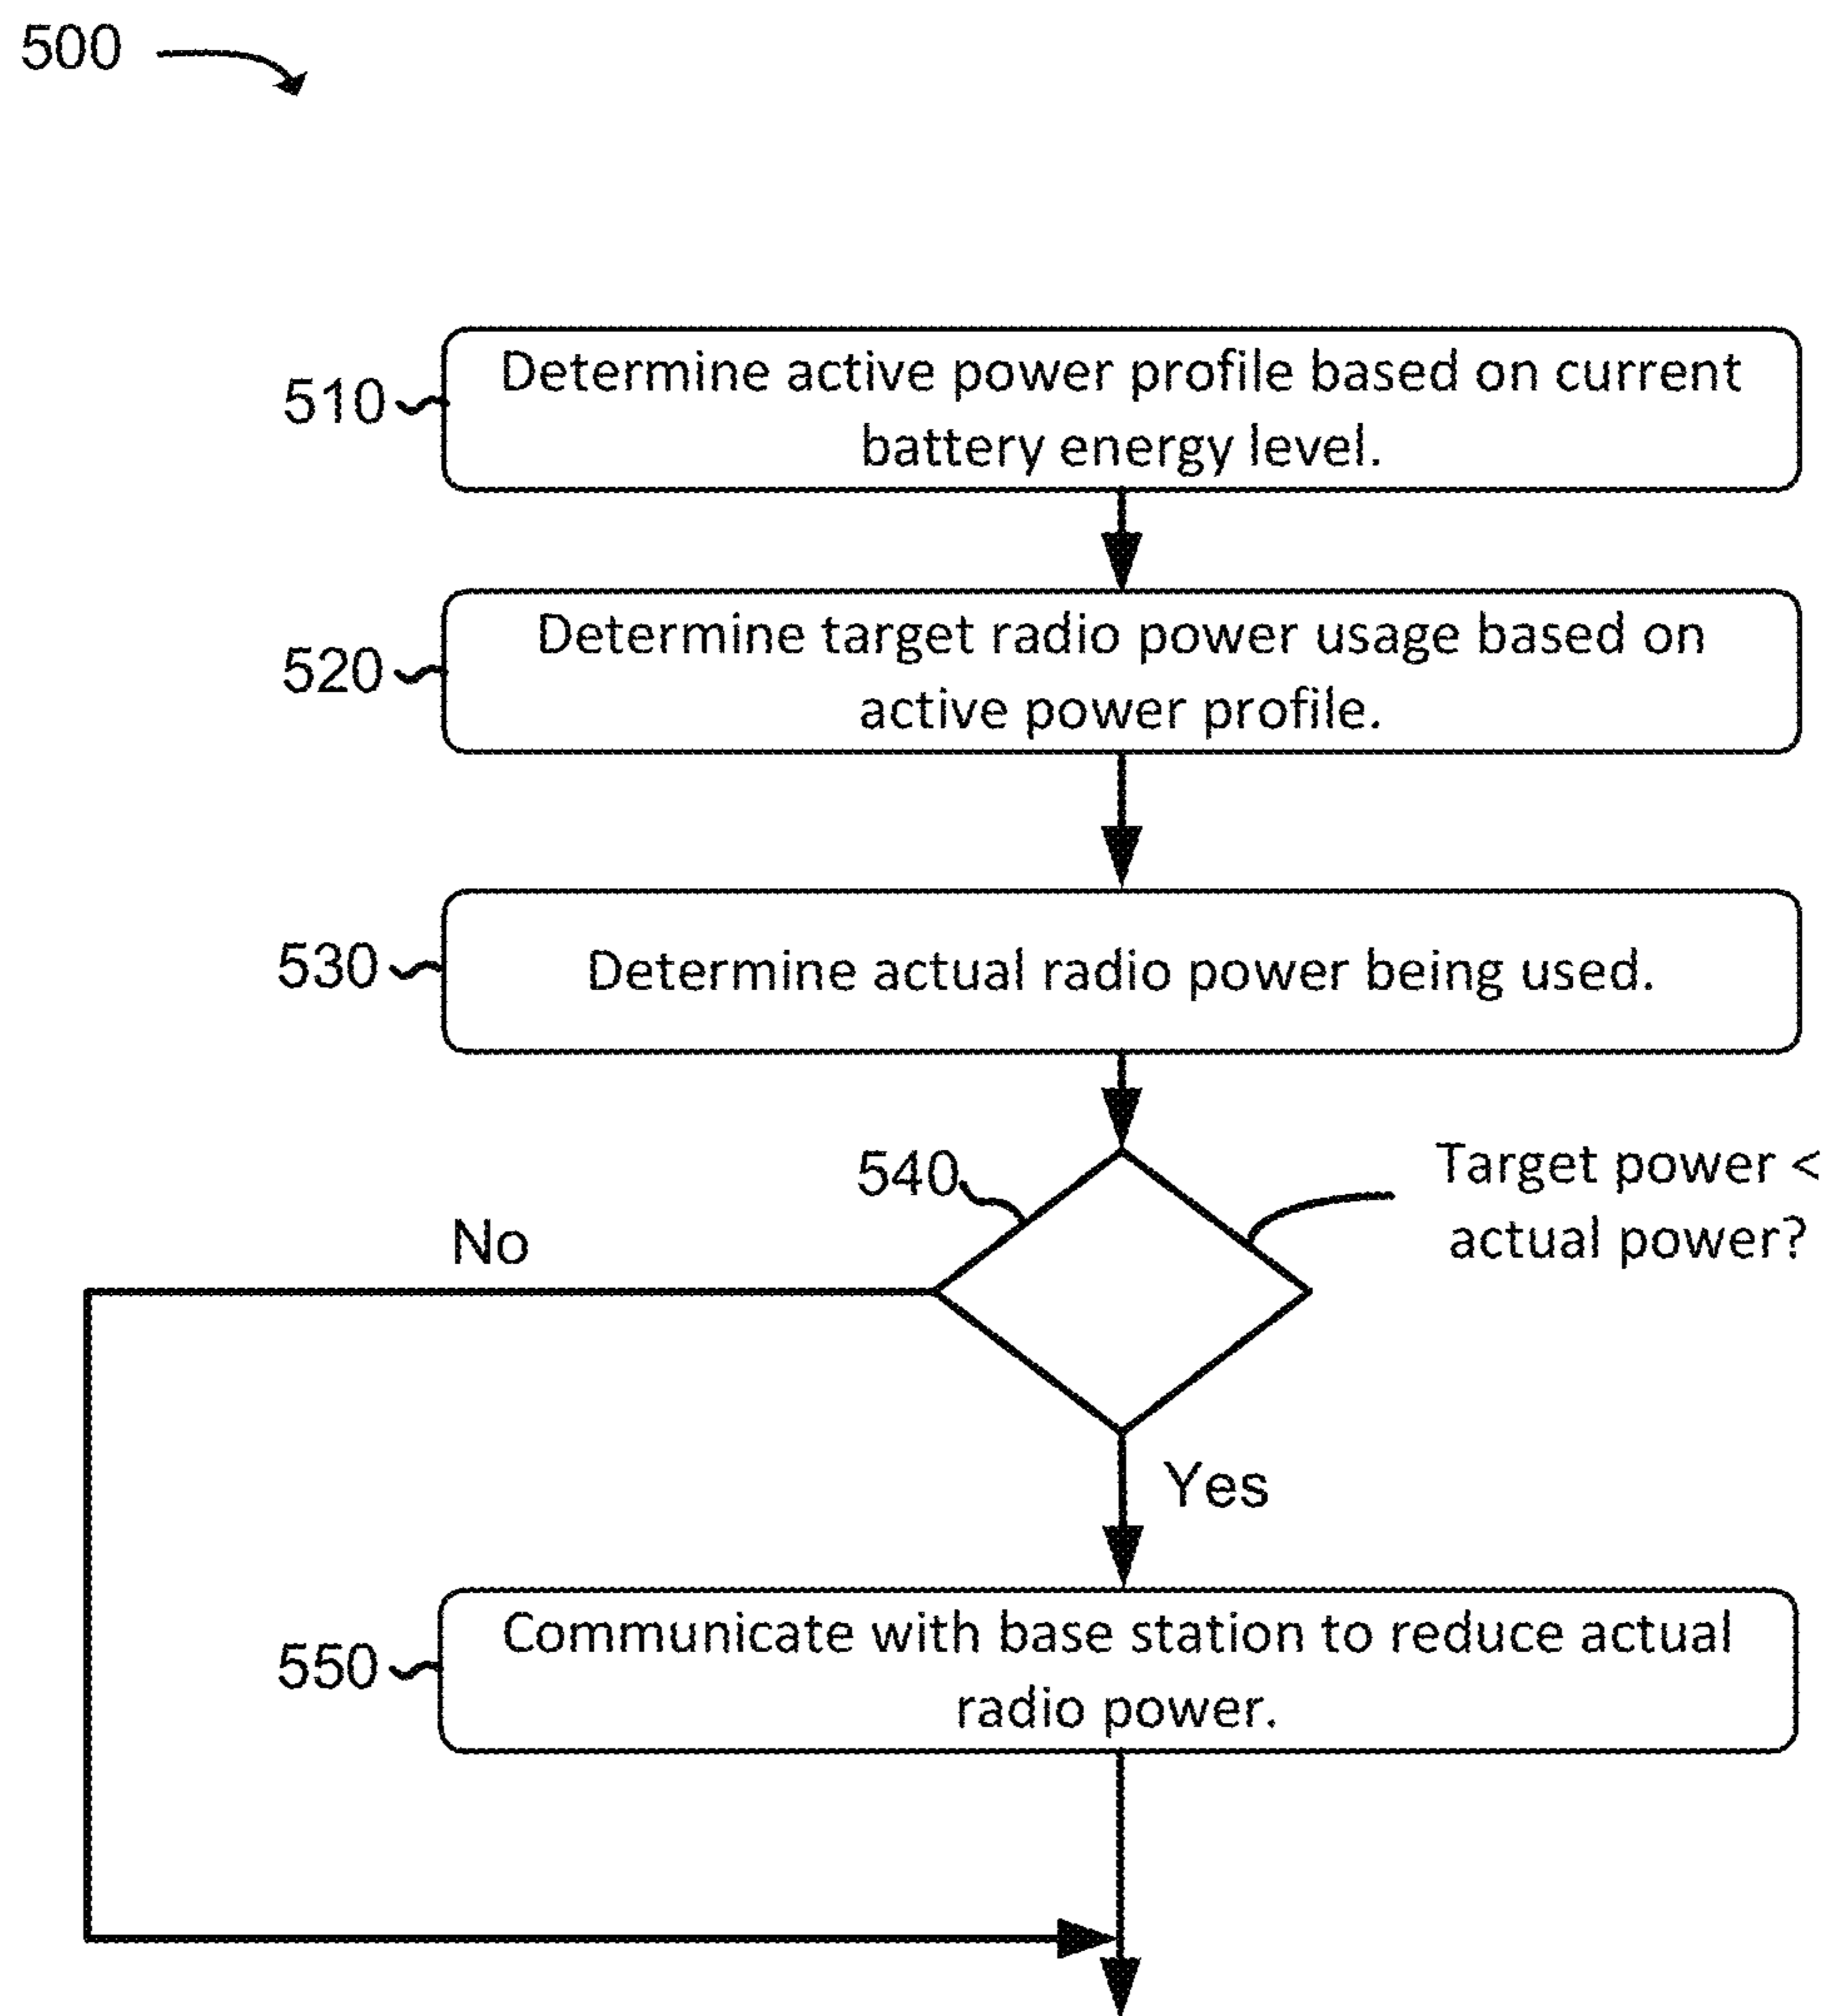 500
510
Determine active power profile based on current
battery energy level.
520
Determine target radio power usage based on
active power profile.
530
Determine actual radio power being used.
540
Target power <
actual power?
No
Yes
550
Communicate with base station to reduce actual
radio power.